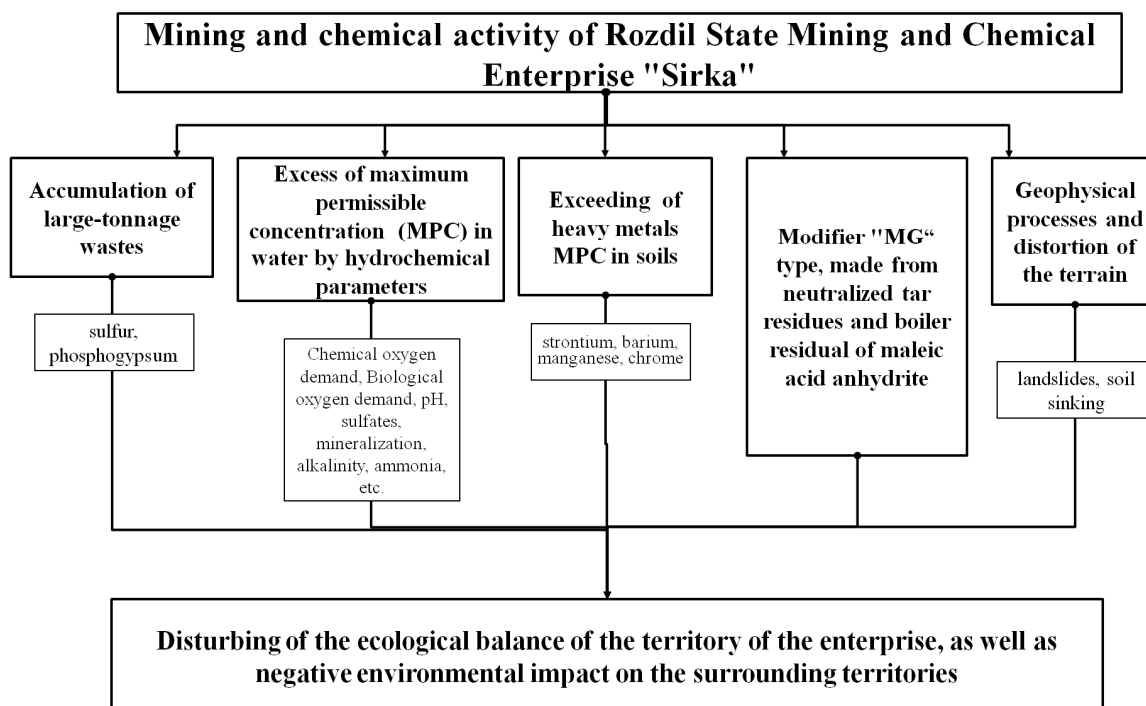 Mining and chemical activity of Rozdil State Mining and Chemical
Enterprise "Sirka"
Accumulation of
large-tonnage
wastes
sulfur,
phosphogypsum
Excess of maximum
permissible
concentration (MPC) in
water by hydrochemical
parameters
Chemical oxygen
demand, Biological
oxygen demand, pH,
sulfates,
mineralization,
alkalinity, ammonia,
etc.
Exceeding of
heavy metals
MPC in soils
strontium, barium,
manganese, chrome
Modifier "MG“
type, made from
neutralized tar
residues and boiler
residual of maleic
acid anhydrite
Geophysical
processes and
distortion of
the terrain
landslides, soil
sinking
Disturbing of the ecological balance of the territory of the enterprise, as well as
negative environmental impact on the surrounding territories